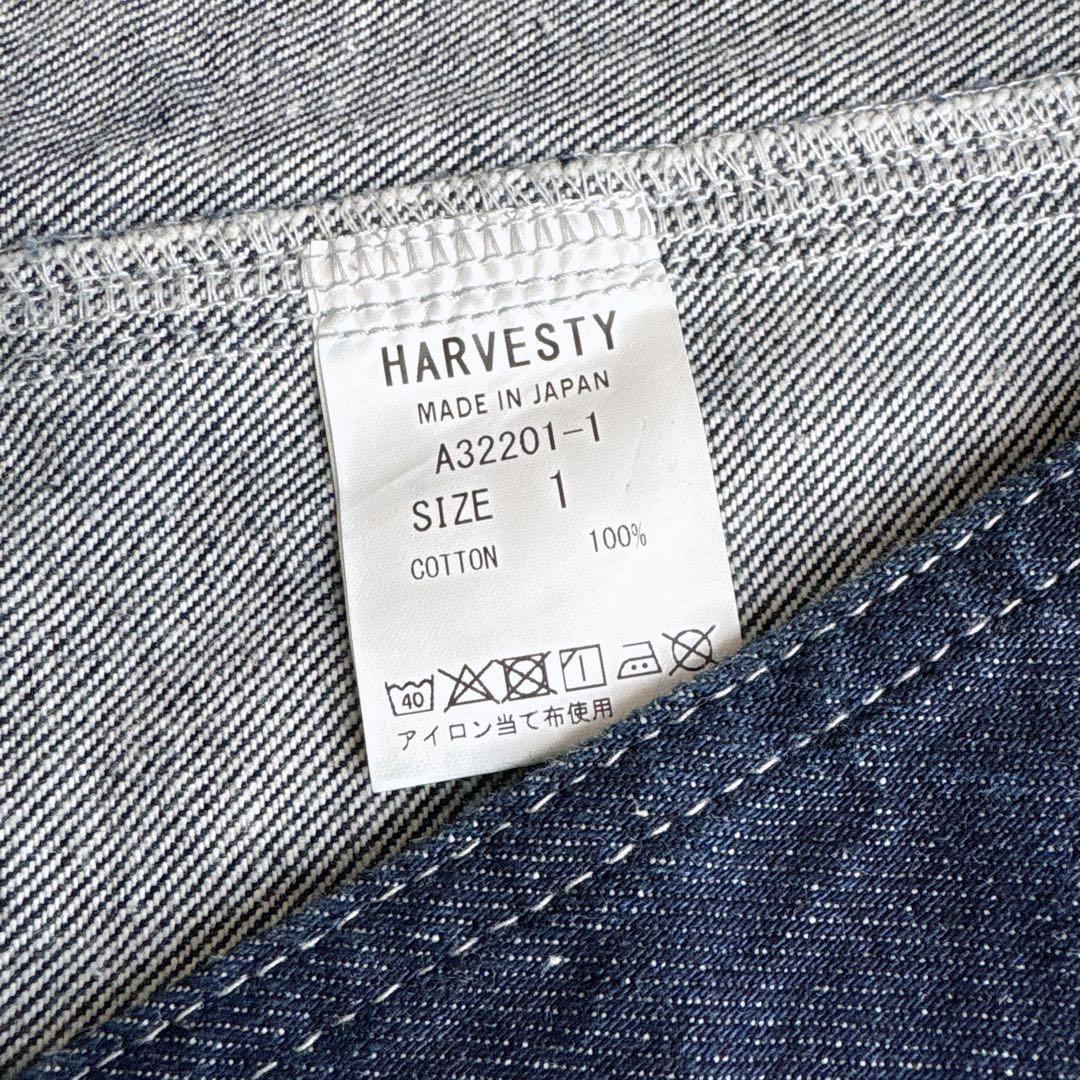 HARVESTY
MADE IN JAPAN
A32201-1
SIZE 1
COTTON 100%
40
アイロン当て布使用